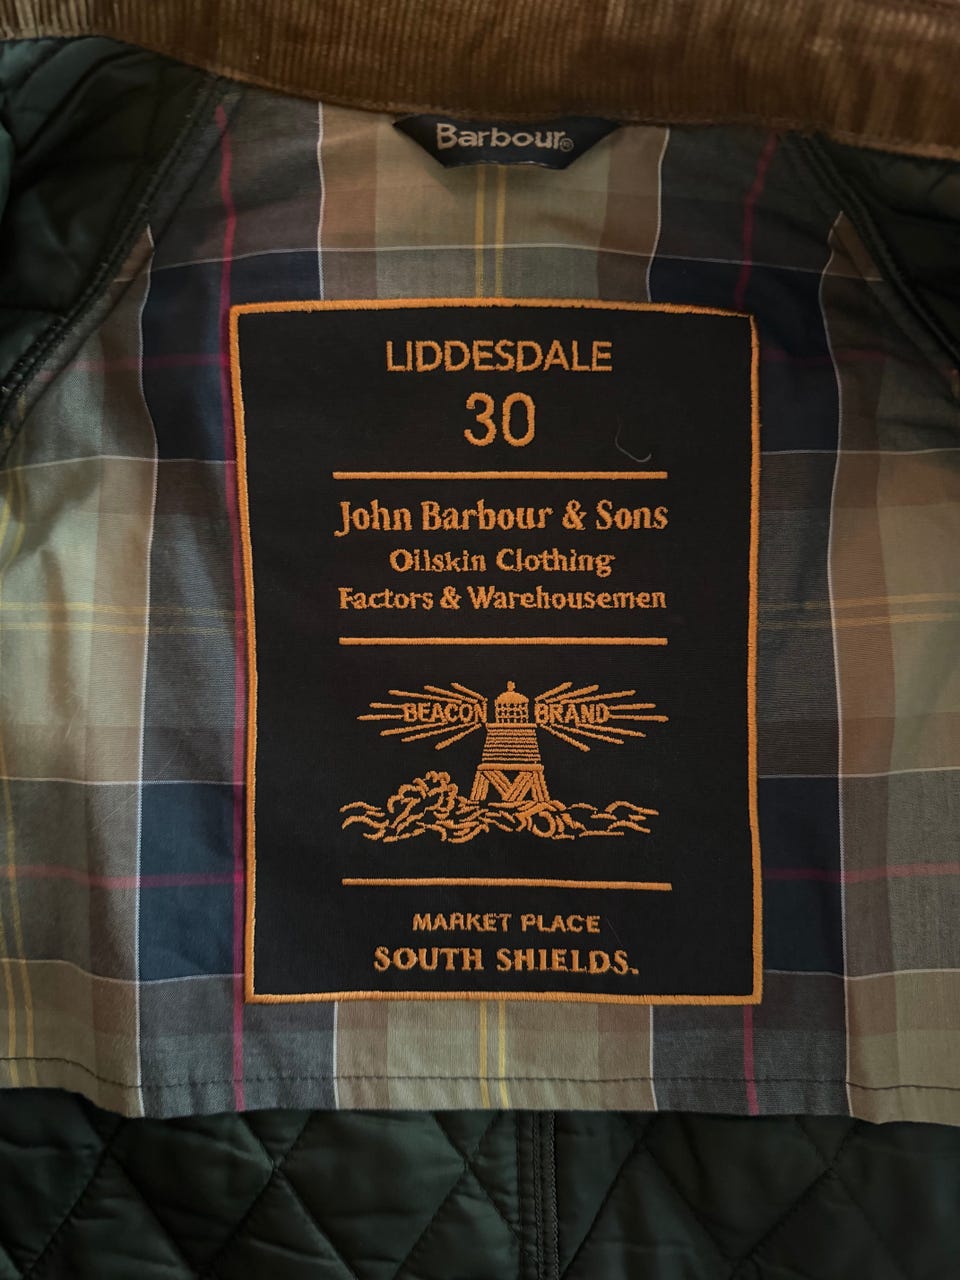 Barbour®
LIDDESDALE
30
John Barbour & Sons
Oilskin Clothing
Factors & Warehousemen
BEACON BRAND
MARKET PLACE
SOUTH SHIELDS.